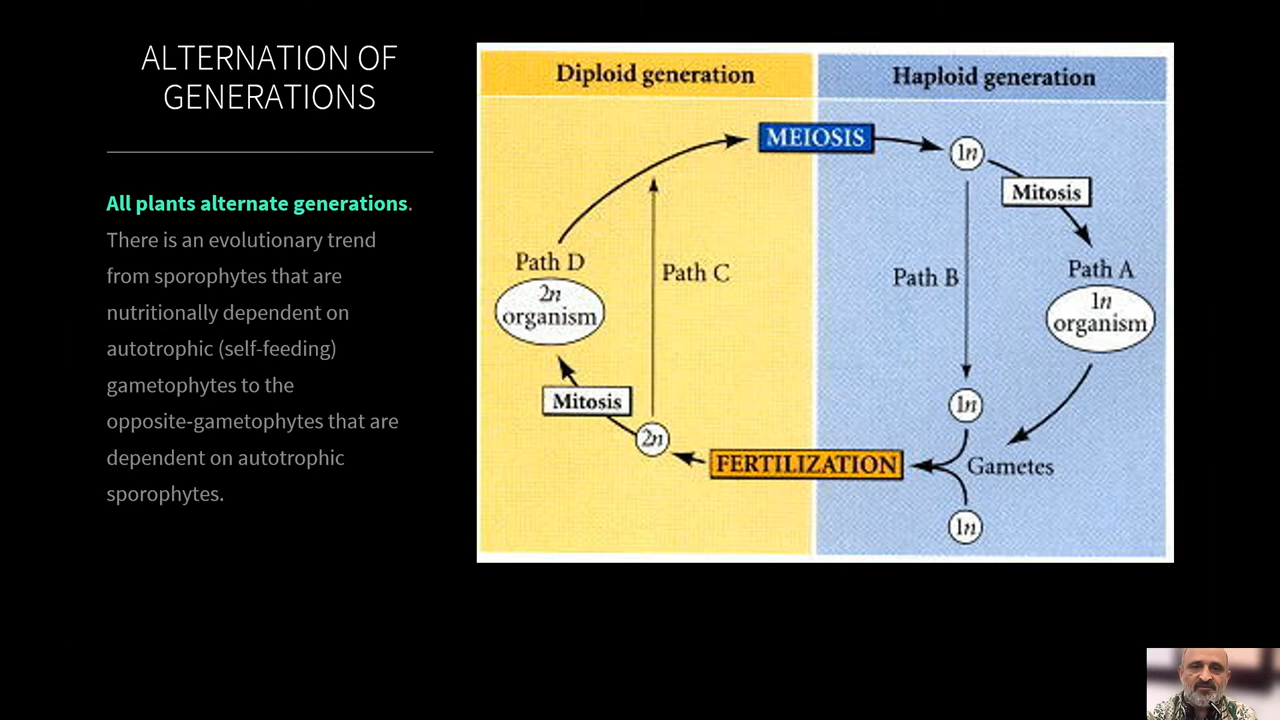 ALTERNATION OF
GENERATIONS
All plants alternate generations.
There is an evolutionary trend
from sporophytes that are
nutritionally dependent on
autotrophic (self-feeding)
gametophytes to the
opposite-gametophytes that are
dependent on autotrophic
sporophytes.
Diploid generation
Haploid generation
MEIOSIS
1n
Mitosis
Path D
2n
organism
Path C
Path B
Path A
1n
organism
Mitosis
2n
1n
FERTILIZATION
Gametes
1n